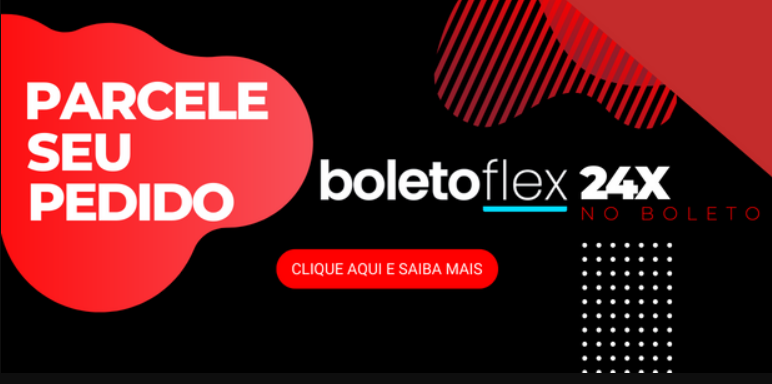 PARCELE
SEU
PEDIDO
boletoflex 24X
NO BOLETO
CLIQUE AQUI E SAIBA MAIS